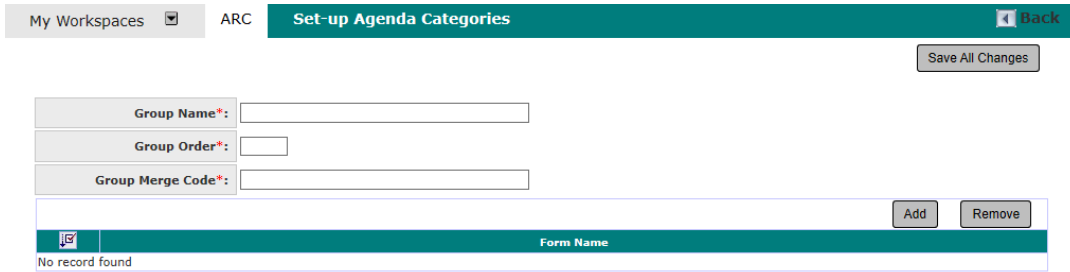 My Workspaces ARC Set-up Agenda Categories Back
Save All Changes
Group Name*:
Group Order*:
Group Merge Code*:
Add Remove
Form Name
No record found